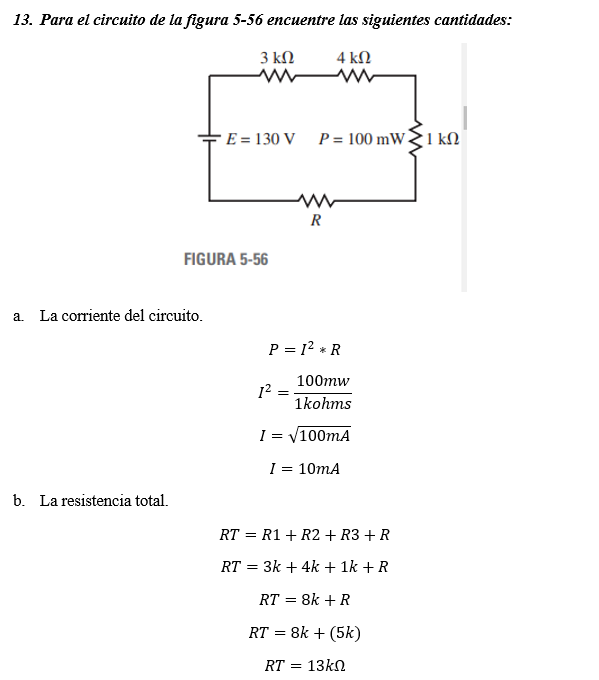 13. Para el circuito de la figura 5-56 encuentre las siguientes cantidades:
3 kΩ 4 kΩ
E = 130 V P = 100 mW 1 kΩ
R
FIGURA 5-56
a. La corriente del circuito.
P = I² * R
I² = 100mw / 1kohms
I = √100mA
I = 10mA
b. La resistencia total.
RT = R1 + R2 + R3 + R
RT = 3k + 4k + 1k + R
RT = 8k + R
RT = 8k + (5k)
RT = 13kΩ